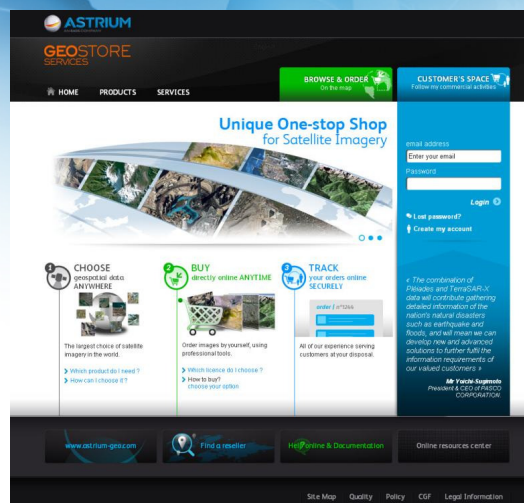 ASTRIUM
GEOSTORE
SERVICES
HOME PRODUCTS SERVICES
BROWSE & ORDER
On the map
CUSTOMER'S SPACE
Follow my commercial activities
Unique One-stop Shop
for Satellite Imagery
email address
Enter your email
Password
Login
Lost password?
Create my account
1 CHOOSE
geospatial data
ANYWHERE
The largest choice of satellite
imagery in the world.
Which product do I need ?
How can I choose it ?
2 BUY
directly online ANYTIME
Order images by yourself, using
professional tools.
Which licence do I choose ?
How to buy?
choose your option
3 TRACK
your orders online
SECURELY
order / n°1264
All of our experience serving
customers at your disposal.
« The combination of
Pléiades and TerraSAR-X
data will contribute gathering
detailed information of the
nation's natural disasters
such as earthquake and
floods, and will mean we can
develop new and advanced
solutions to further fulfil the
information requirements of
our valued customers »
Mr Yoichi-Sugimoto
President & CEO of PASCO
CORPORATION.
www.astrium-geo.com
Find a reseller
Help online & Documentation
Online resources center
Site Map Quality Policy CGF Legal Information